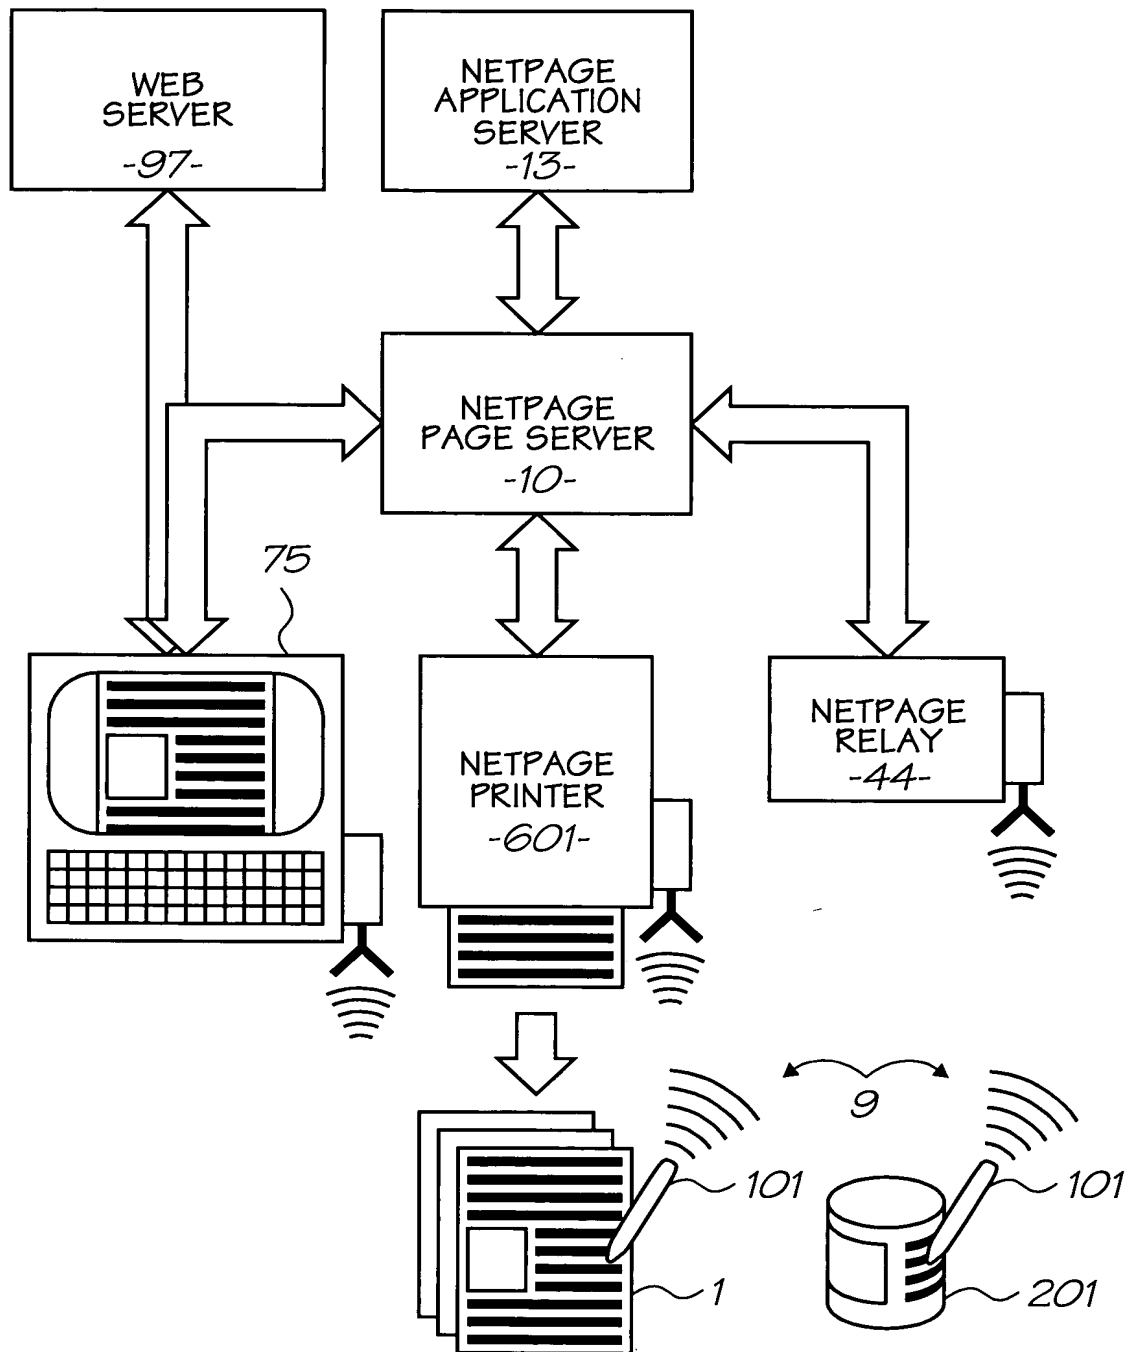 WEB
SERVER
-97-
NETPAGE
APPLICATION
SERVER
-13-
NETPAGE
PAGE SERVER
-10-
75
NETPAGE
PRINTER
-601-
NETPAGE
RELAY
-44-
9
101
101
1
201